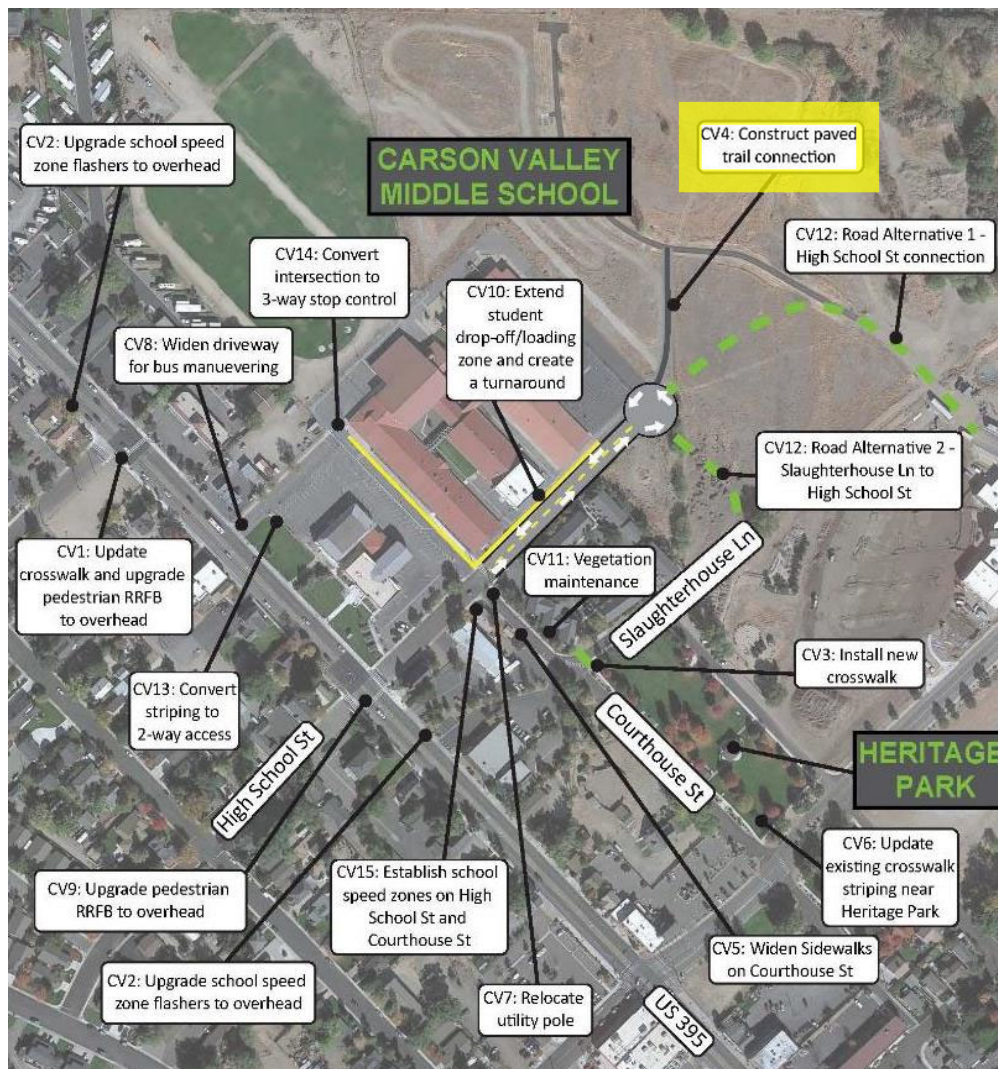 CV2: Upgrade school speed
zone flashers to overhead
CARSON VALLEY
MIDDLE SCHOOL
CV4: Construct paved
trail connection
CV14: Convert
intersection to
3-way stop control
CV10: Extend
student
drop-off/loading
zone and create
a turnaround
CV12: Road Alternative 1 -
High School St connection
CV8: Widen driveway
for bus manuevering
CV12: Road Alternative 2 -
Slaughterhouse Ln to
High School St
CV1: Update
crosswalk and upgrade
pedestrian RRFB
to overhead
CV11: Vegetation
maintenance
Slaughterhouse Ln
CV3: Install new
crosswalk
CV13: Convert
striping to
2-way access
High School St
Courthouse St
HERITAGE
PARK
CV9: Upgrade pedestrian
RRFB to overhead
CV15: Establish school
speed zones on High
School St and
Courthouse St
CV6: Update
existing crosswalk
striping near
Heritage Park
CV5: Widen Sidewalks
on Courthouse St
CV2: Upgrade school speed
zone flashers to overhead
CV7: Relocate
utility pole
US 395